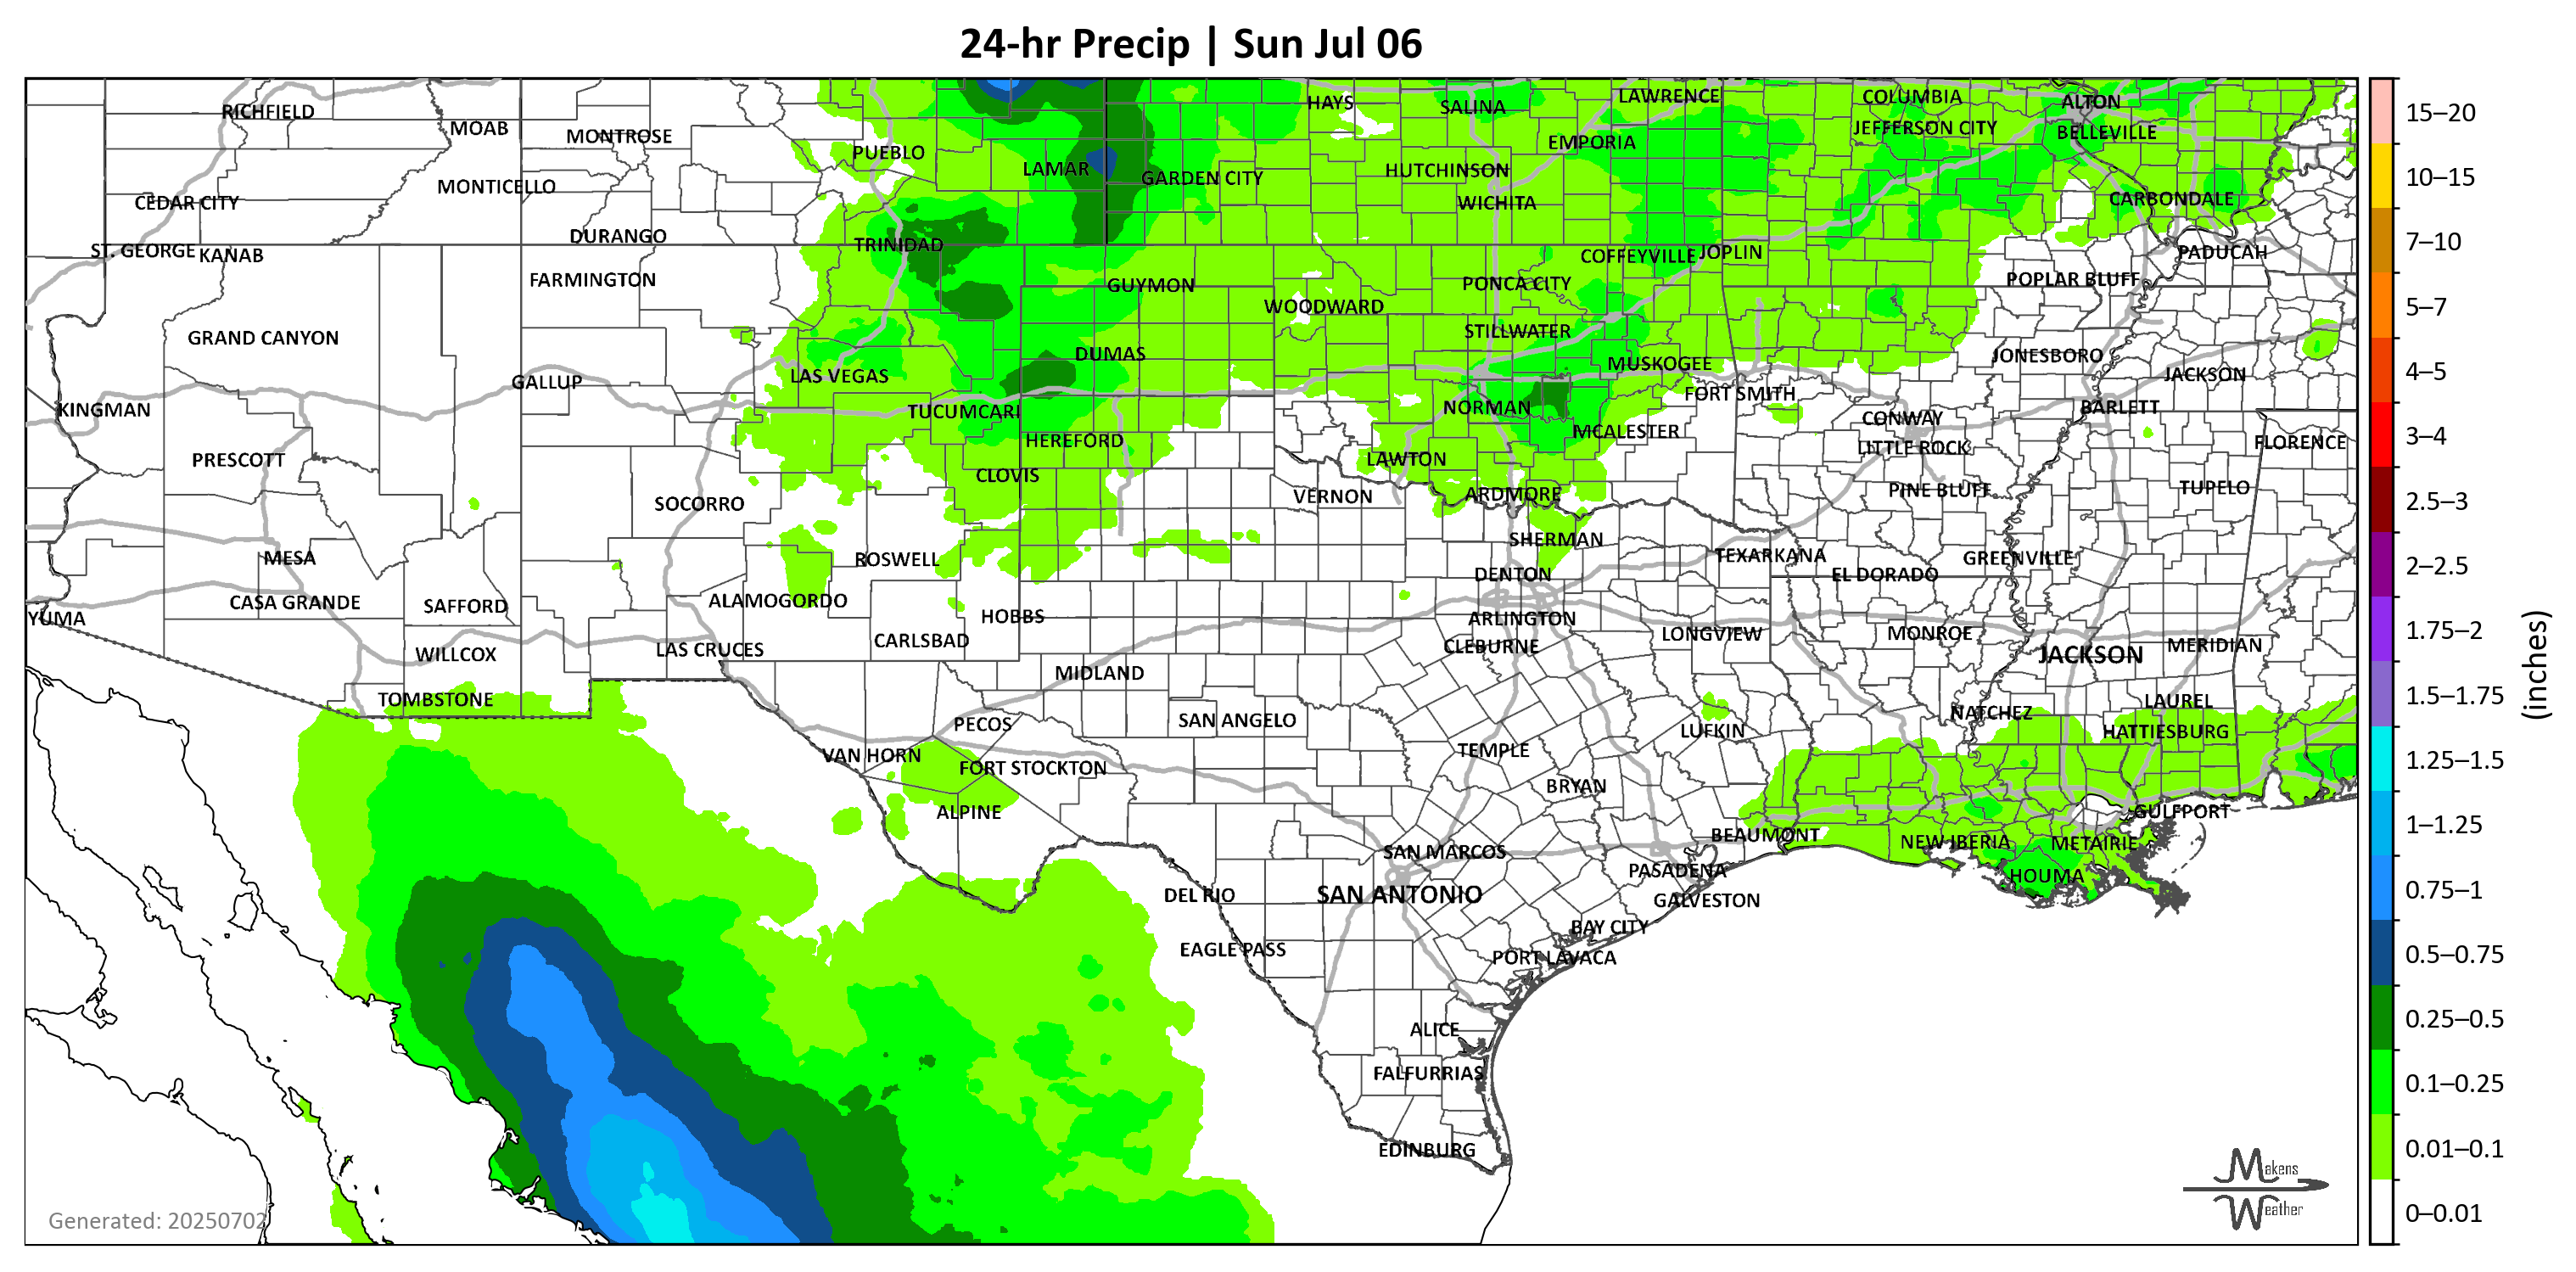 24-hr Precip | Sun Jul 06
RICHFIELD
MOAB
MONTROSE
PUEBLO
LAMAR
HAYS
SALINA
LAWRENCE
COLUMBIA
ALTON
JEFFERSON CITY
BELLEVILLE
EMPORIA
CEDAR CITY
MONTICELLO
GARDEN CITY
HUTCHINSON
WICHITA
CARBONDALE
ST. GEORGE
KANAB
DURANGO
TRINIDAD
COFFEYVILLE
JOPLIN
PADUCAH
FARMINGTON
GUYMON
WOODWARD
PONCA CITY
POPLAR BLUFF
GRAND CANYON
STILLWATER
DUMAS
MUSKOGEE
JONESBORO
GALLUP
LAS VEGAS
JACKSON
KINGMAN
TUCUMCARI
NORMAN
FORT SMITH
CONWAY
BARLETT
PRESCOTT
HEREFORD
MCALESTER
LITTLE ROCK
FLORENCE
CLOVIS
LAWTON
SOCORRO
VERNON
ARDMORE
PINE BLUFF
TUPELO
MESA
ROSWELL
SHERMAN
TEXARKANA
GREENVILLE
DENTON
EL DORADO
YUMA
CASA GRANDE
SAFFORD
ALAMOGORDO
HOBBS
ARLINGTON
WILLCOX
LAS CRUCES
CARLSBAD
CLEBURNE
LONGVIEW
MONROE
JACKSON
MERIDIAN
TOMBSTONE
MIDLAND
LAUREL
PECOS
SAN ANGELO
LUFKIN
NATCHEZ
HATTIESBURG
VAN HORN
FORT STOCKTON
TEMPLE
BRYAN
ALPINE
GULFPORT
BEAUMONT
NEW IBERIA
METAIRIE
SAN MARCOS
PASADENA
HOUMA
DEL RIO
SAN ANTONIO
GALVESTON
EAGLE PASS
BAY CITY
PORT LAVACA
ALICE
FALFURRIAS
EDINBURG
Generated: 20250702
Makens
Weather
15–20
10–15
7–10
5–7
4–5
3–4
2.5–3
2–2.5
1.75–2
1.5–1.75
1.25–1.5
1–1.25
0.75–1
0.5–0.75
0.25–0.5
0.1–0.25
0.01–0.1
0–0.01
(inches)